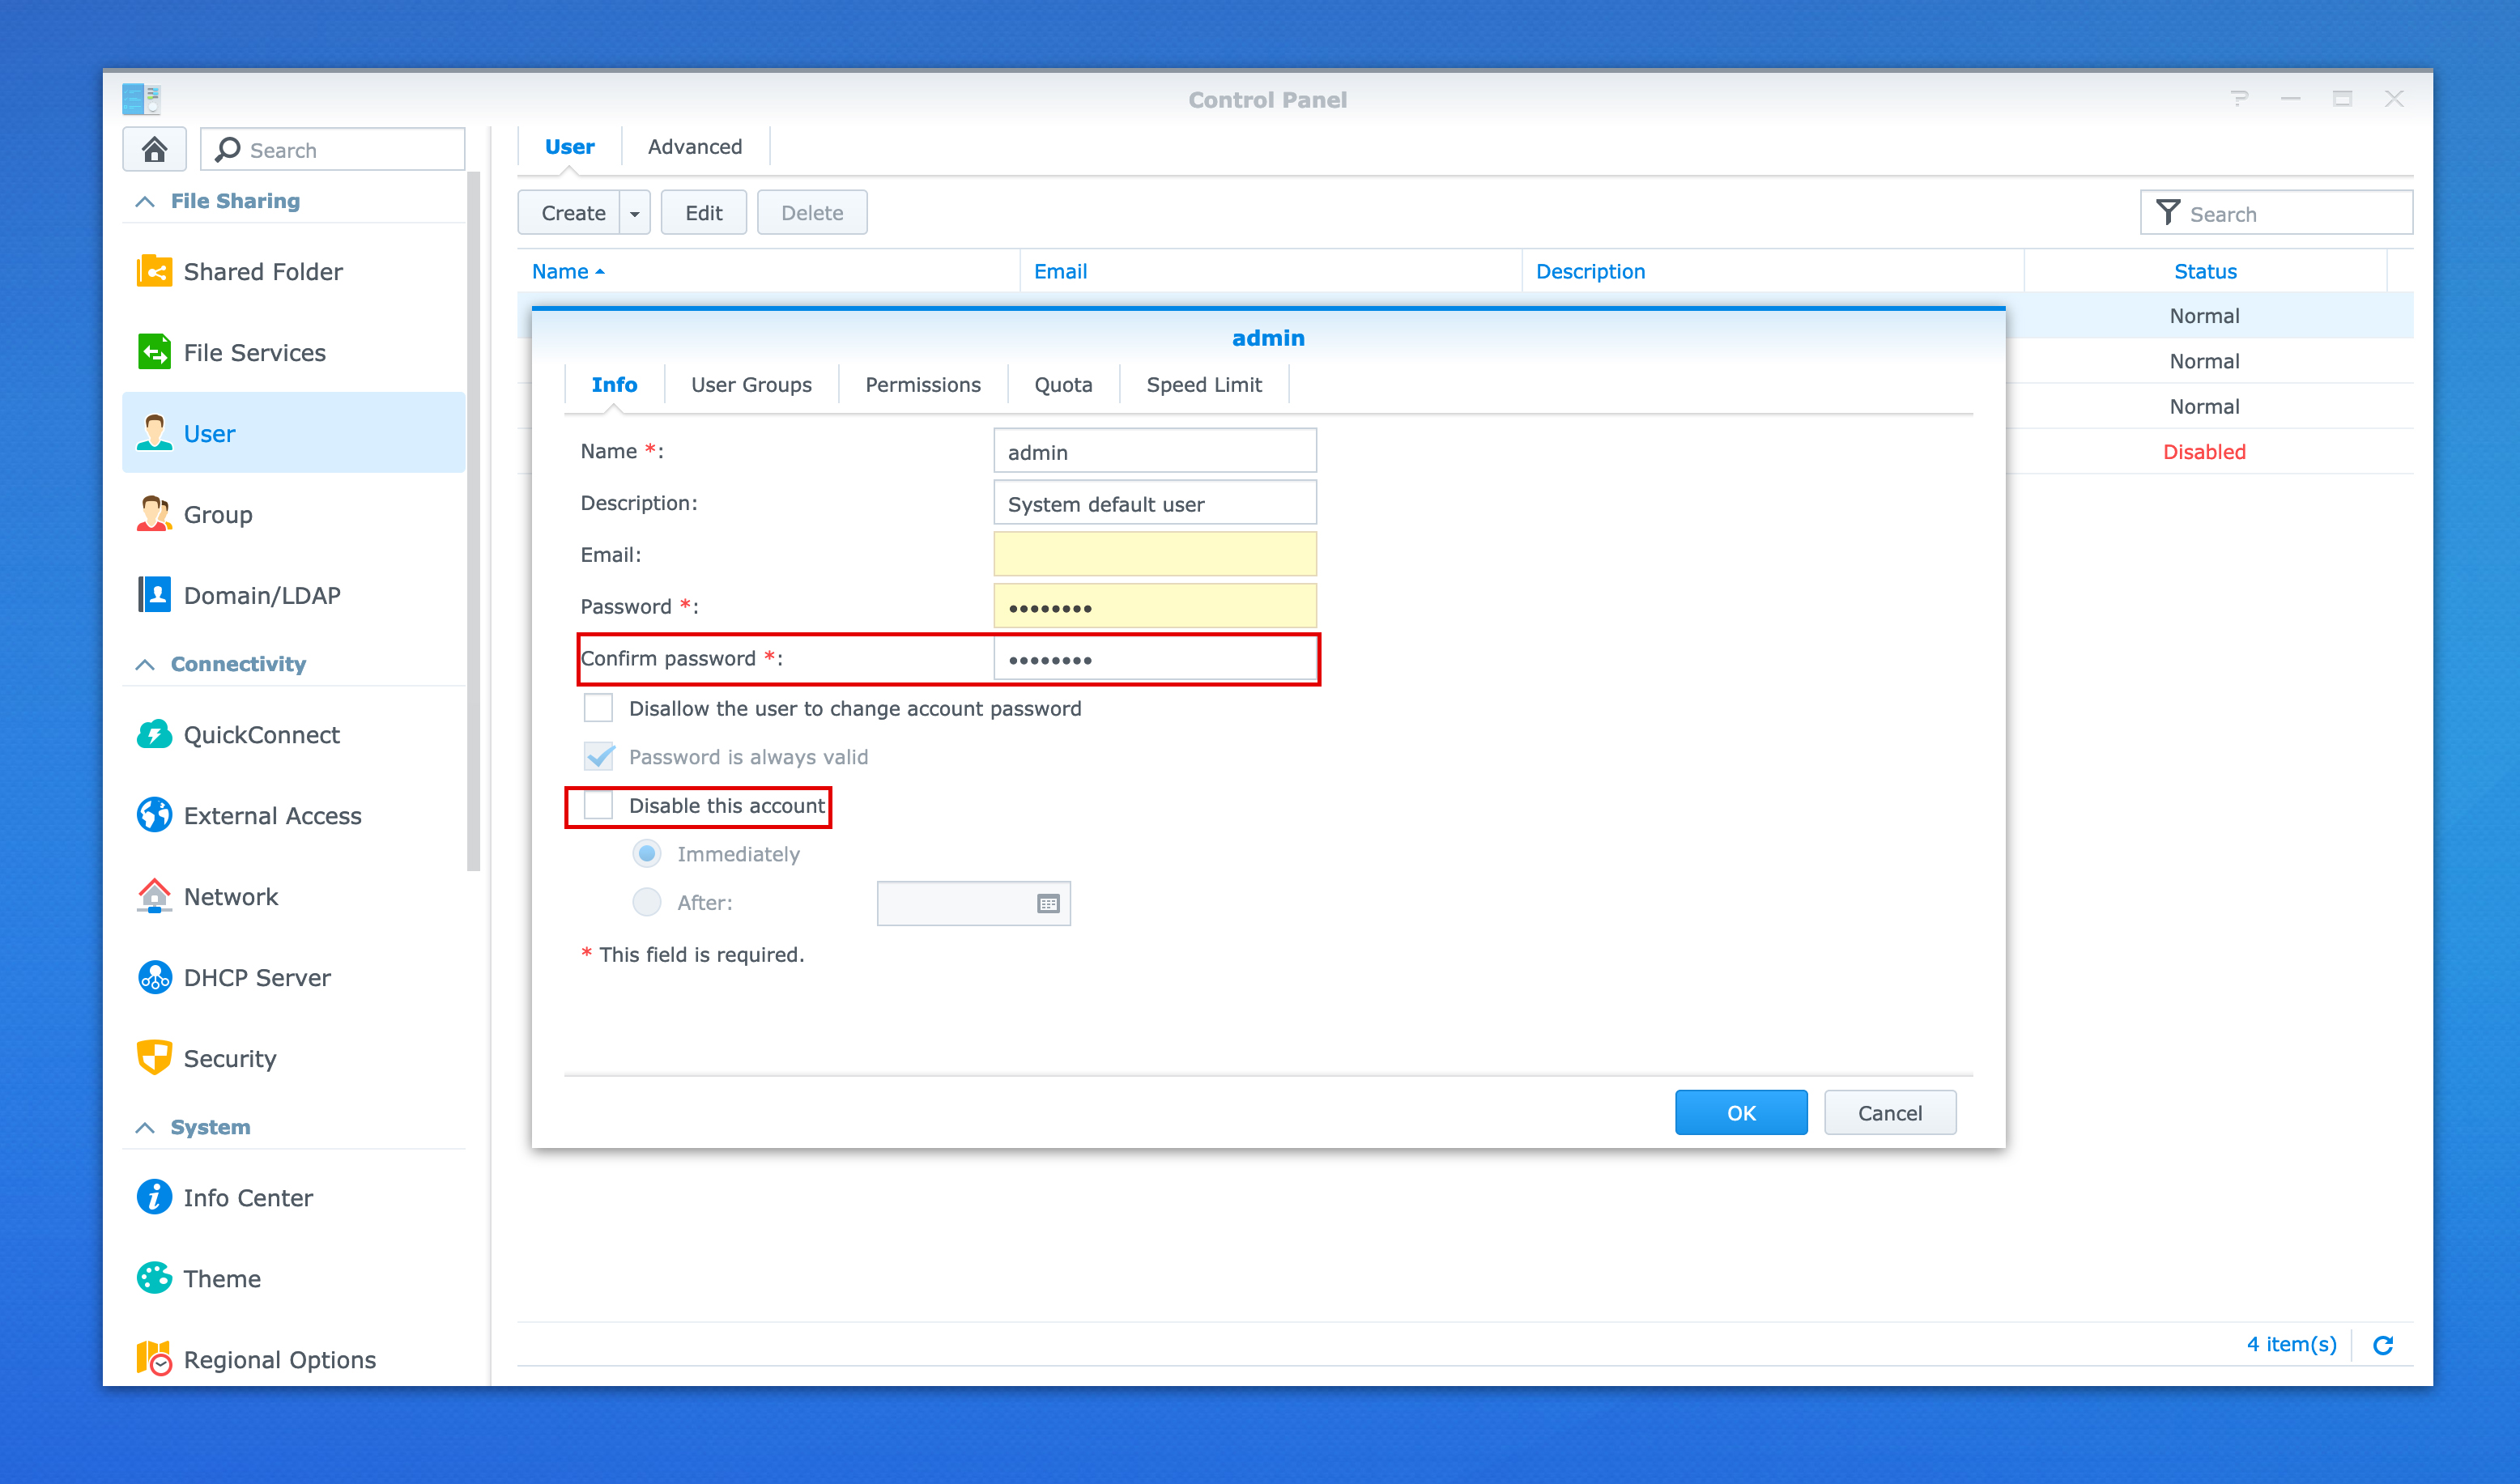 Control Panel
Search
User Advanced
File Sharing
Create Edit Delete
Search
Shared Folder
Name Email Description Status
Normal
admin
File Services
Normal
Info User Groups Permissions Quota Speed Limit
Normal
User
Name *: admin
Disabled
Description: System default user
Group
Email:
Domain/LDAP
Password *: ••••••••
Connectivity
Confirm password *: ••••••••
Disallow the user to change account password
QuickConnect
Password is always valid
External Access
Disable this account
Immediately
Network
After:
* This field is required.
DHCP Server
Security
System
OK Cancel
Info Center
Theme
Regional Options
4 item(s)